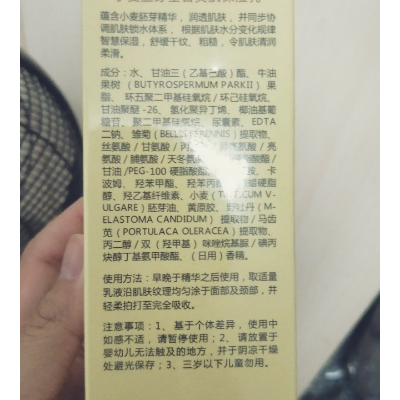 蕴含小麦胚芽精华，润透肌肤，并同步协
调肌肤锁水体系，根据肌肤水分变化规律
智慧保湿，舒缓干纹、粗糙，令肌肤清润
柔滑。
成分：水、甘油三（乙基己酸）酯、牛油
果树（BUTYROSPERMUM PARKII）果
脂、环五聚二甲基硅氧烷/环己硅氧烷、
甘油聚醚-26、氢化聚异丁烯、椰油基葡
糖苷、聚二甲基硅氧烷、尿囊素、EDTA
二钠、雏菊（BELLIS PERENNIS）提取物、
丝氨酸/甘氨酸/丙 氨酸/亮
氨酸/脯氨酸/天冬氨 酸酯/
甘油/PEG-100 硬脂酸酯 、卡
波姆、羟苯甲酯、羟苯丙酯 硬脂
醇、羟乙基纤维素、小麦（TRITICUM V-
ULGARE）胚芽油、黄原胶、野牡丹（M-
ELASTOMA CANDIDUM）提取物/马齿
苋（PORTULACA OLERACEA）提取物、
丙二醇/双（羟甲基）咪唑烷基脲/碘丙
炔醇丁基氨甲酸酯、（日用）香精。
使用方法：早晚于精华之后使用，取适量
乳液沿肌肤纹理均匀涂于面部及颈部，并
轻柔拍打至完全吸收。
注意事项：1、基于个体差异，使用中
如感不适，请暂停使用；2、请放置于
婴幼儿无法触及的地方，并于阴凉干燥
处避光保存；3、三岁以下儿童勿用。